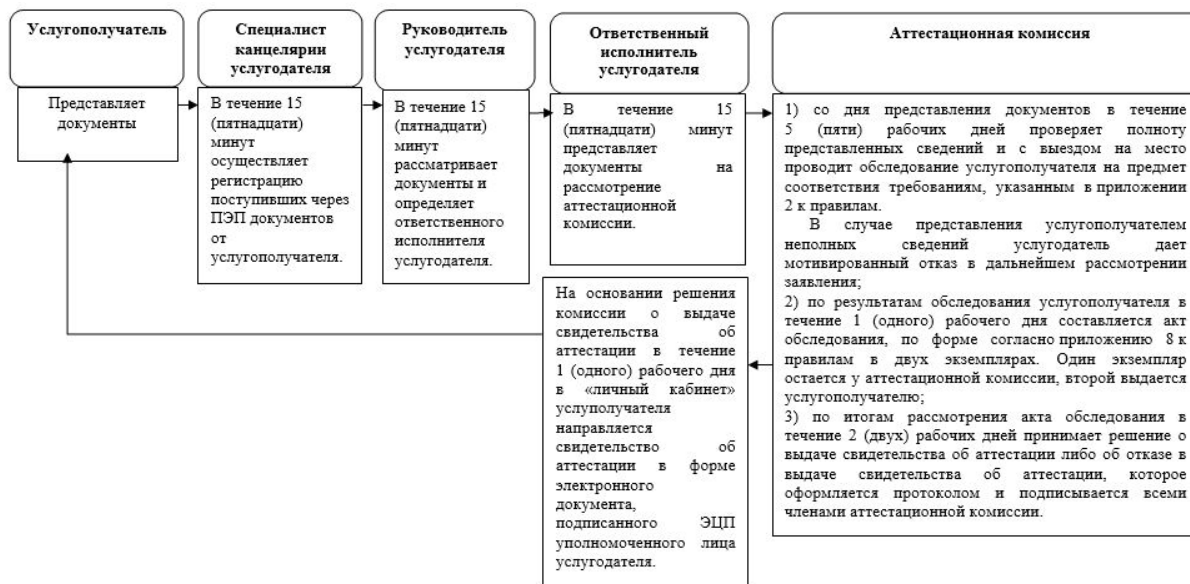 Услугополучатель
Специалист
канцелярии
услугодателя
Руководитель
услугодателя
Ответственный
исполнитель
услугодателя
Аттестационная комиссия
Представляет
документы
В течение 15
(пятнадцати)
минут
осуществляет
регистрацию
поступивших через
ПЭП документов
от
услугополучателя.
В течение 15
(пятнадцати)
минут
рассматривает
документы и
определяет
ответственного
исполнителя
услугодателя.
В течение 15
(пятнадцати) минут
представляет
документы на
рассмотрение
аттестационной
комиссии.
1) со дня представления документов в течение
5 (пяти) рабочих дней проверяет полноту
представленных сведений и с выездом на место
проводит обследование услугополучателя на предмет
соответствия требованиям, указанным в приложении
2 к правилам.
В случае представления услугополучателем
неполных сведений услугодатель дает
мотивированный отказ в дальнейшем рассмотрении
заявления;
2) по результатам обследования услугополучателя в
течение 1 (одного) рабочего дня составляется акт
обследования, по форме согласно приложению 8 к
правилам в двух экземплярах. Один экземпляр
остается у аттестационной комиссии, второй выдается
услугополучателю;
3) по итогам рассмотрения акта обследования в
течение 2 (двух) рабочих дней принимает решение о
выдаче свидетельства об аттестации либо об отказе в
выдаче свидетельства об аттестации, которое
оформляется протоколом и подписывается всеми
членами аттестационной комиссии.
На основании решения
комиссии о выдаче
свидетельства об
аттестации в течение
1 (одного) рабочего дня
в «личный кабинет»
услуполучателя
направляется
свидетельство об
аттестации в форме
электронного
документа,
подписанного ЭЦП
уполномоченного лица
услугодателя.